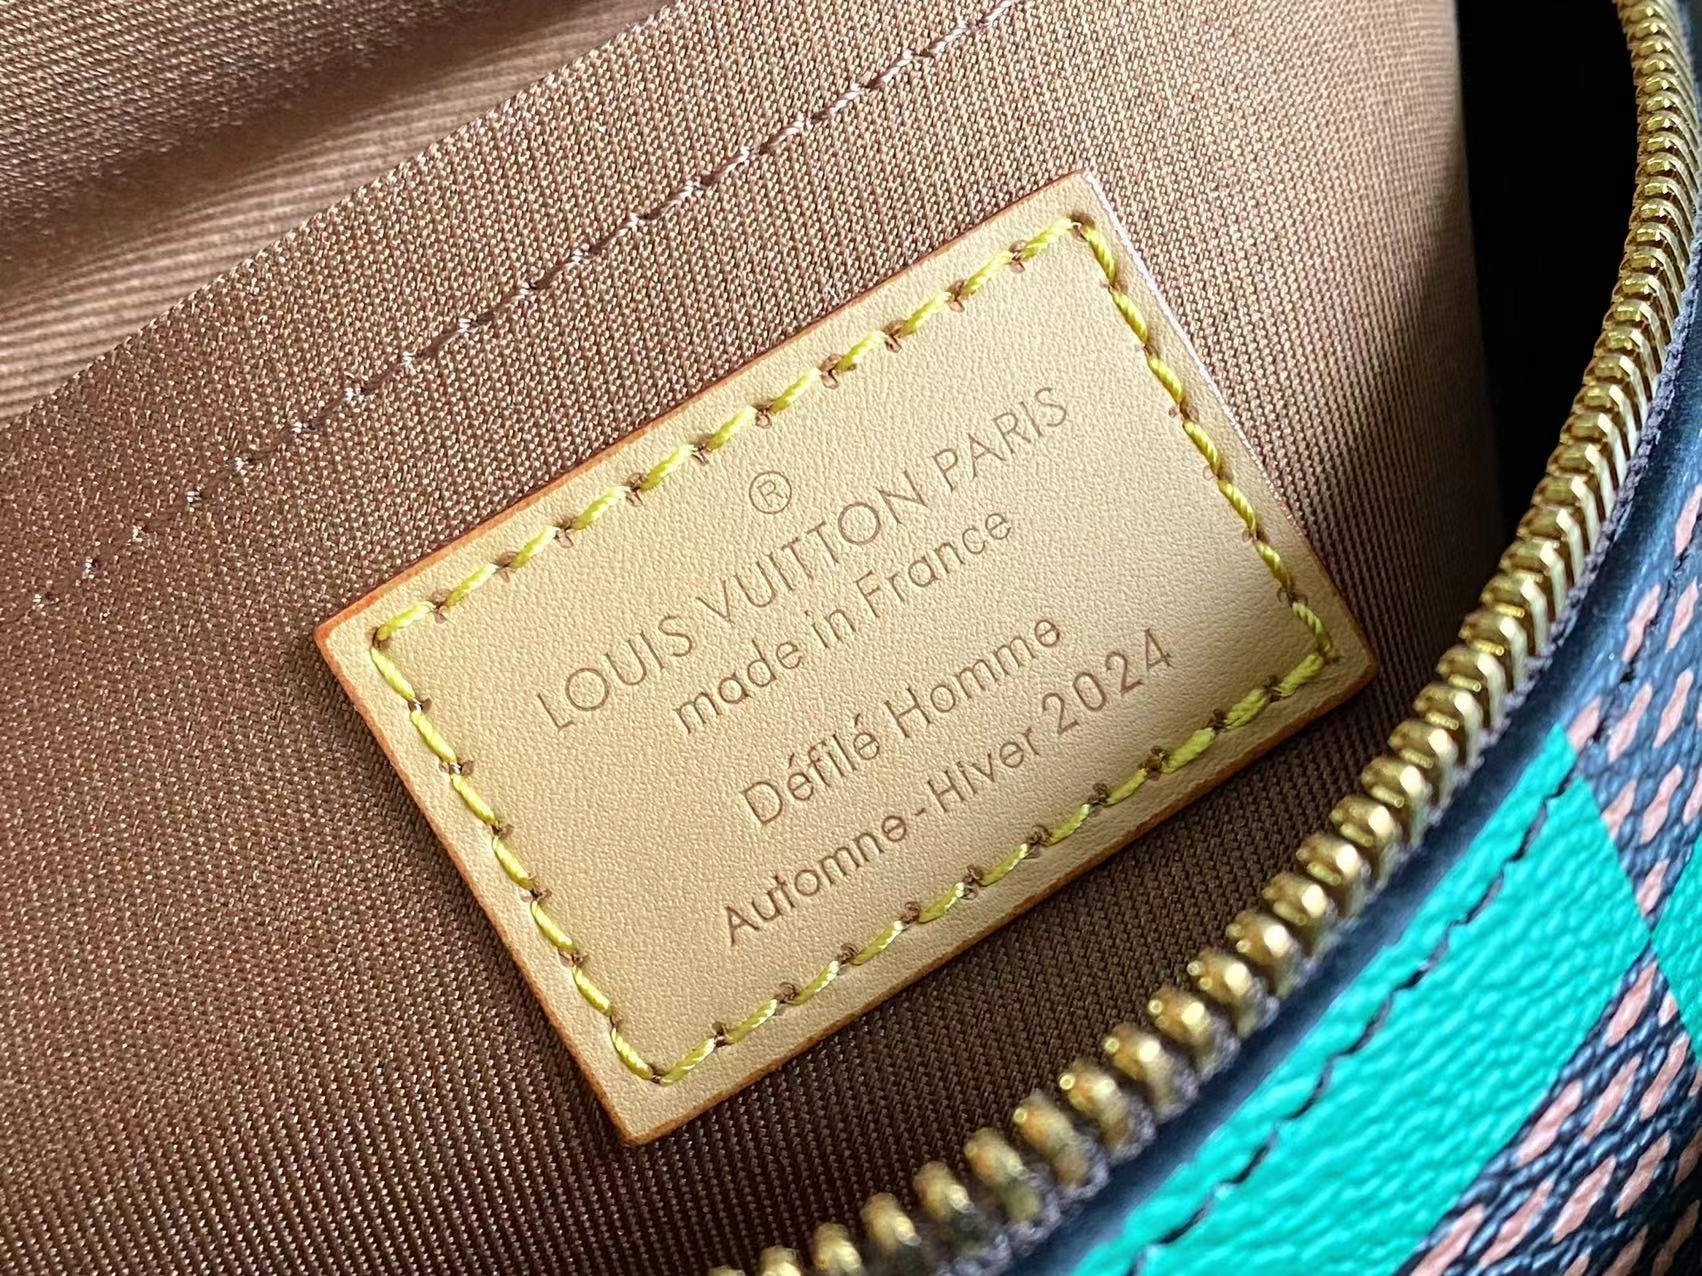 ®
LOUIS VUITTON PARIS
made in France
Défilé Homme
Automne-Hiver 2024